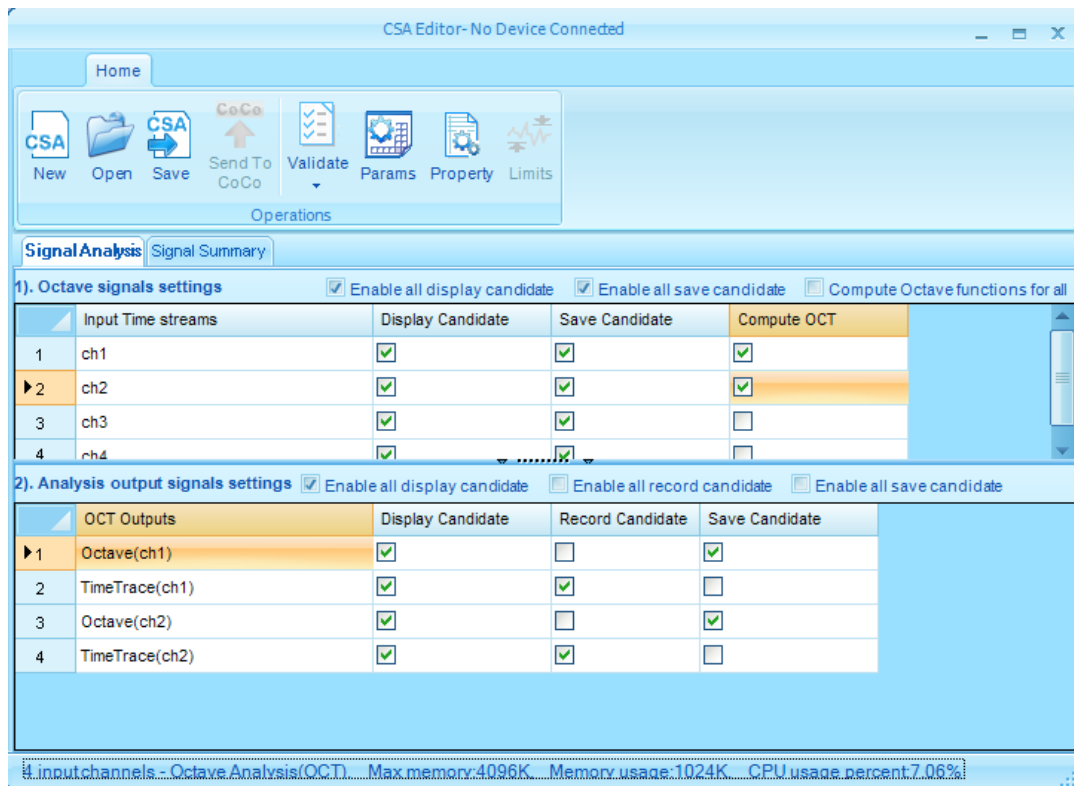 CSA Editor- No Device Connected
Home
CSA
New
Open
CSA
Save
CoCo
Send To
CoCo
Validate
Params
Property
Limits
Operations
Signal Analysis Signal Summary
1). Octave signals settings Enable all display candidate Enable all save candidate Compute Octave functions for all
Input Time streams Display Candidate Save Candidate Compute OCT
1 ch1
2 ch2
3 ch3
4 ch4
2). Analysis output signals settings Enable all display candidate Enable all record candidate Enable all save candidate
OCT Outputs Display Candidate Record Candidate Save Candidate
1 Octave(ch1)
2 TimeTrace(ch1)
3 Octave(ch2)
4 TimeTrace(ch2)
4 input channels - Octave Analysis(OCT) Max memory:4096K Memory usage:1024K CPU usage percent:7.06%